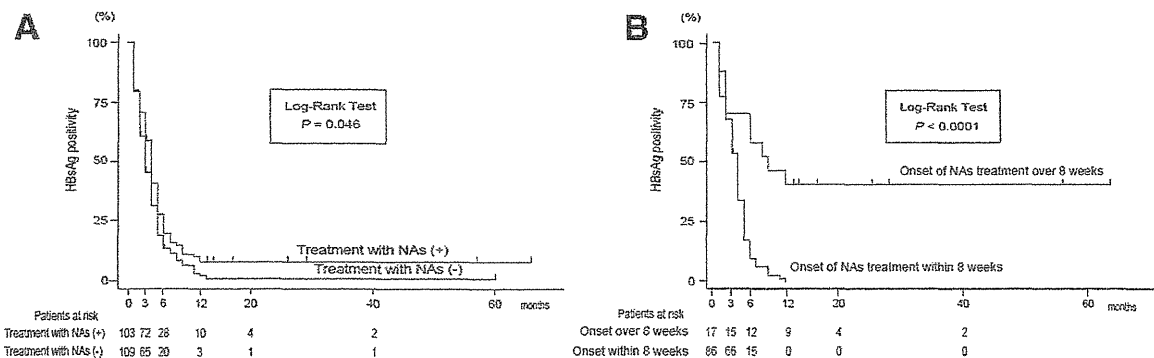 A
(%)
100
75
50
25
0
HBsAg positivity
Log-Rank Test
P = 0.046
Treatment with NAs (+)
Treatment with NAs (-)
0 3 6 12 20 40 60 months
Patients at risk
Treatment with NAs (+) 103 72 28 10 4 2
Treatment with NAs (-) 109 65 20 3 1 1
B
(%)
100
75
50
25
0
HBsAg positivity
Log-Rank Test
P < 0.0001
Onset of NAs treatment over 8 weeks
Onset of NAs treatment within 8 weeks
0 3 6 12 20 40 60 months
Patients at risk
Onset over 8 weeks 17 15 12 9 4 2
Onset within 8 weeks 86 66 15 0 0 0